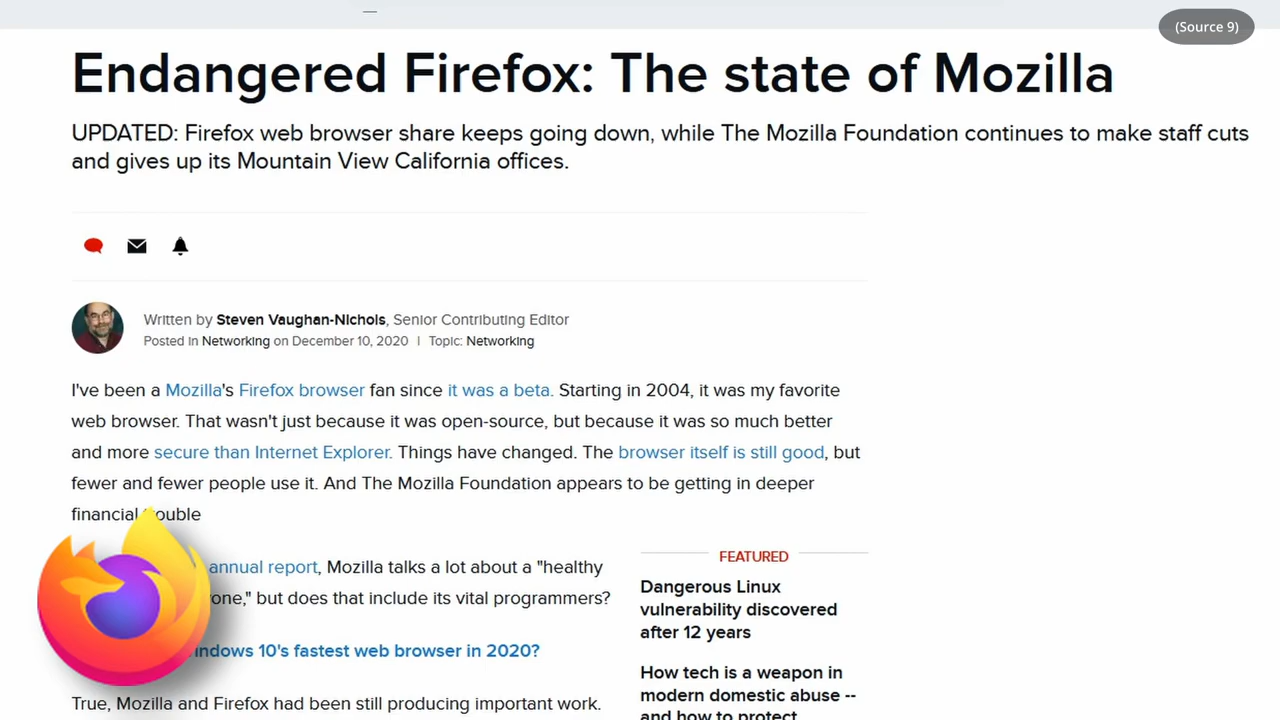 (Source 9)
Endangered Firefox: The state of Mozilla
UPDATED: Firefox web browser share keeps going down, while The Mozilla Foundation continues to make staff cuts
and gives up its Mountain View California offices.
Written by Steven Vaughan-Nichols, Senior Contributing Editor
Posted in Networking on December 10, 2020 | Topic: Networking
I've been a Mozilla's Firefox browser fan since it was a beta. Starting in 2004, it was my favorite
web browser. That wasn't just because it was open-source, but because it was so much better
and more secure than Internet Explorer. Things have changed. The browser itself is still good, but
fewer and fewer people use it. And The Mozilla Foundation appears to be getting in deeper
financial
annual report, Mozilla talks a lot about a "healthy
but does that include its vital programmers?
10's fastest web browser in 2020?
True, Mozilla and Firefox had been still producing important work.
FEATURED
Dangerous Linux
vulnerability discovered
after 12 years
How tech is a weapon in
modern domestic abuse --
and how to protect